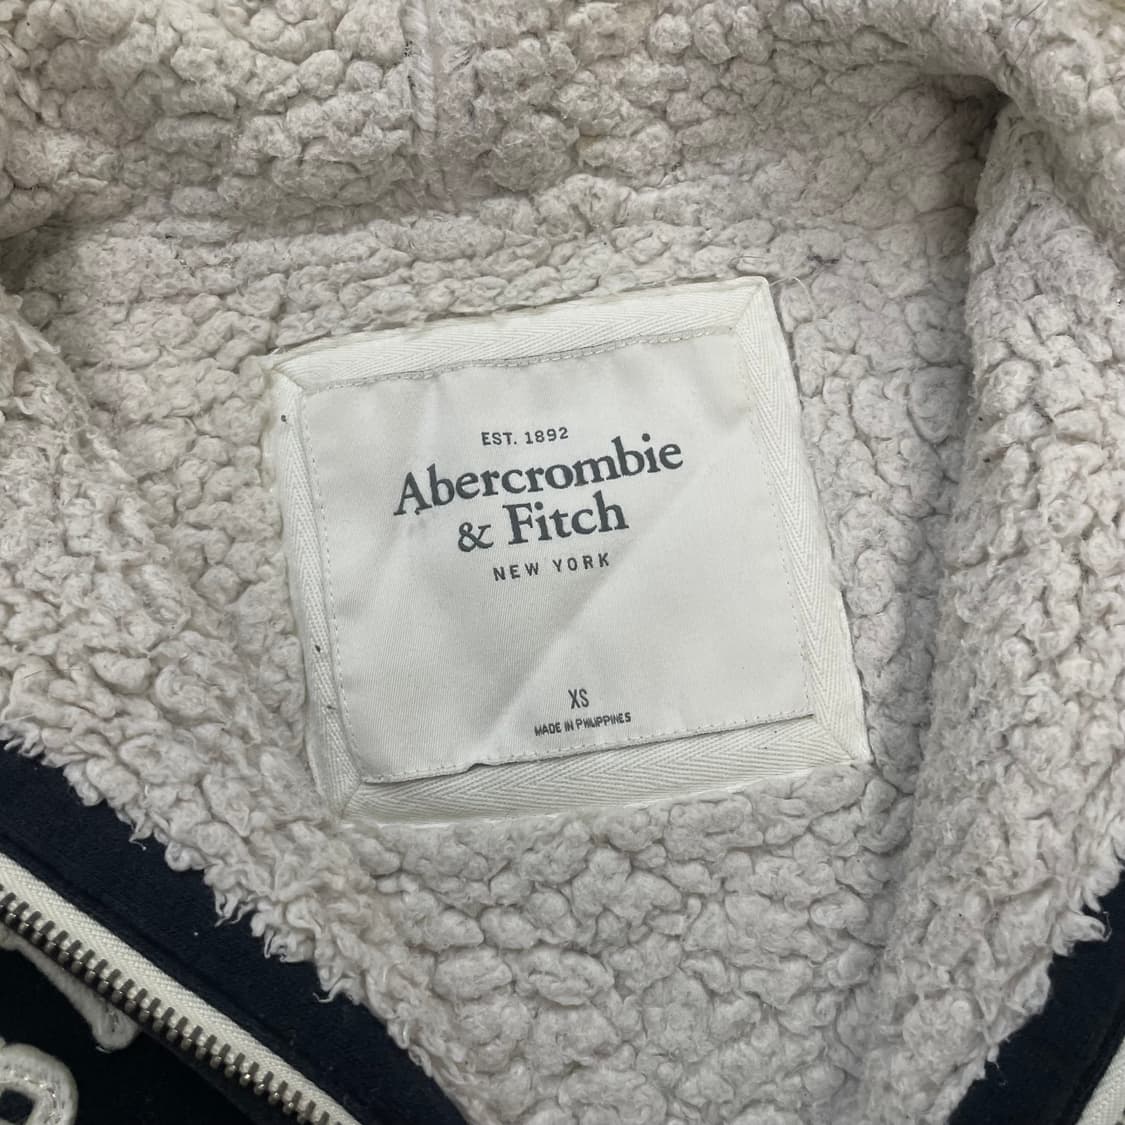 EST. 1892
Abercrombie
& Fitch
NEW YORK
XS
MADE IN PHILIPPINES